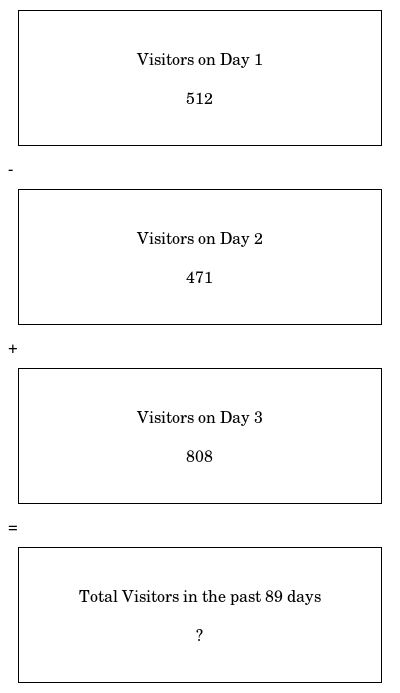 Visitors on Day 1
512
-
Visitors on Day 2
471
+
Visitors on Day 3
808
=
Total Visitors in the past 89 days
?